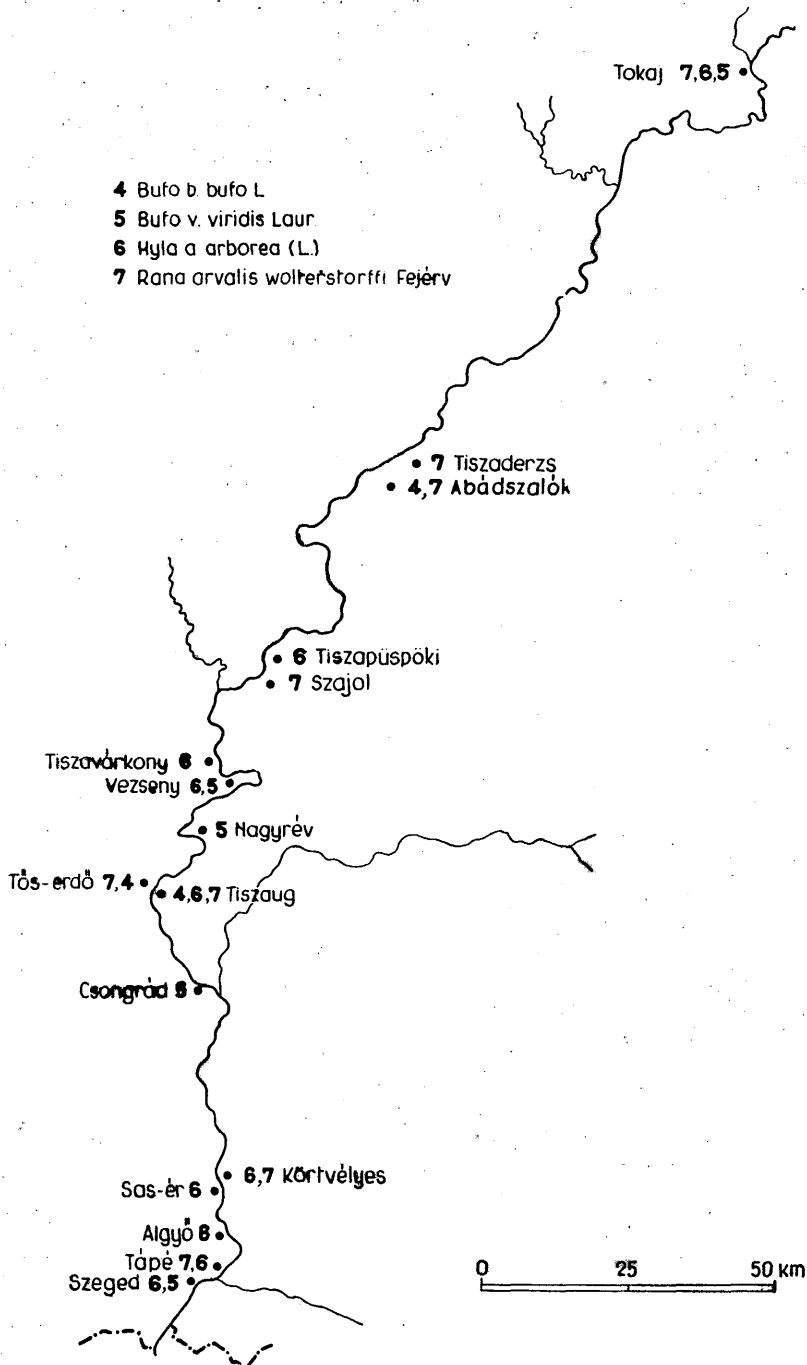 Tokaj 7,6,5
4 Bufo b. bufo L
5 Bufo v. viridis Laur.
6 Hyla a arborea (L.)
7 Rana arvalis wolterstorffi Fejérv
7 Tiszaderzs
4,7 Abádszalók
6 Tiszapüspöki
7 Szajol
Tiszavárkony 6
Vezseny 6,5
5 Nagyrév
Tős-erdő 7,4
4,6,7 Tiszaug
Csongrád
6,7 Körtvélyes
Sas-ér 6
Algyő 6
Tápé 7,6
Szeged 6,5
0 25 50 km